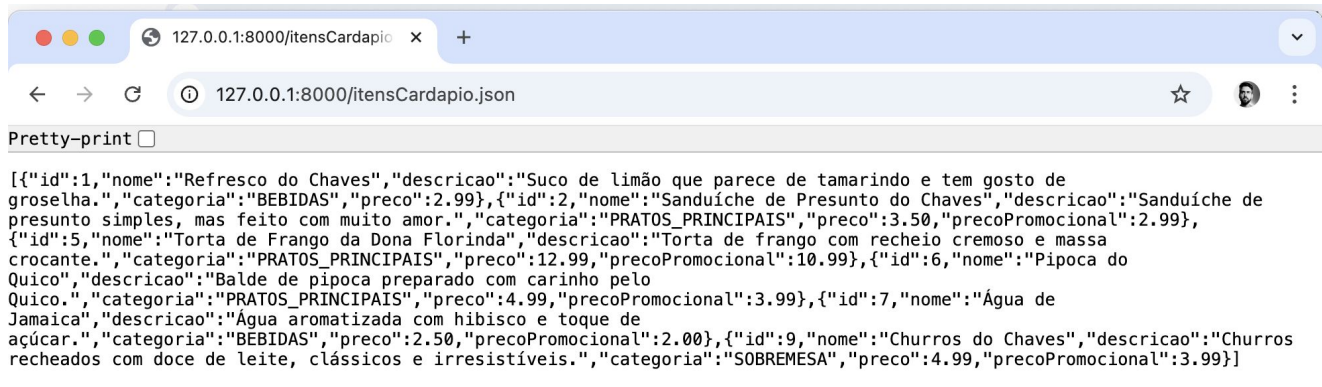 127.0.0.1:8000/itensCardapio
127.0.0.1:8000/itensCardapio.json
Pretty-print
[{"id":1,"nome":"Refresco do Chaves","descricao":"Suco de limão que parece de tamarindo e tem gosto de
groselha.","categoria":"BEBIDAS","preco":2.99},{"id":2,"nome":"Sanduíche de Presunto do Chaves","descricao":"Sanduíche de
presunto simples, mas feito com muito amor.","categoria":"PRATOS_PRINCIPAIS","preco":3.50,"precoPromocional":2.99},
{"id":5,"nome":"Torta de Frango da Dona Florinda","descricao":"Torta de frango com recheio cremoso e massa
crocante.","categoria":"PRATOS_PRINCIPAIS","preco":12.99,"precoPromocional":10.99},{"id":6,"nome":"Pipoca do
Quico","descricao":"Balde de pipoca preparado com carinho pelo
Quico.","categoria":"PRATOS_PRINCIPAIS","preco":4.99,"precoPromocional":3.99},{"id":7,"nome":"Água de
Jamaica","descricao":"Água aromatizada com hibisco e toque de
açúcar.","categoria":"BEBIDAS","preco":2.50,"precoPromocional":2.00},{"id":9,"nome":"Churros do Chaves","descricao":"Churros
recheados com doce de leite, clássicos e irresistíveis.","categoria":"SOBREMESA","preco":4.99,"precoPromocional":3.99}]